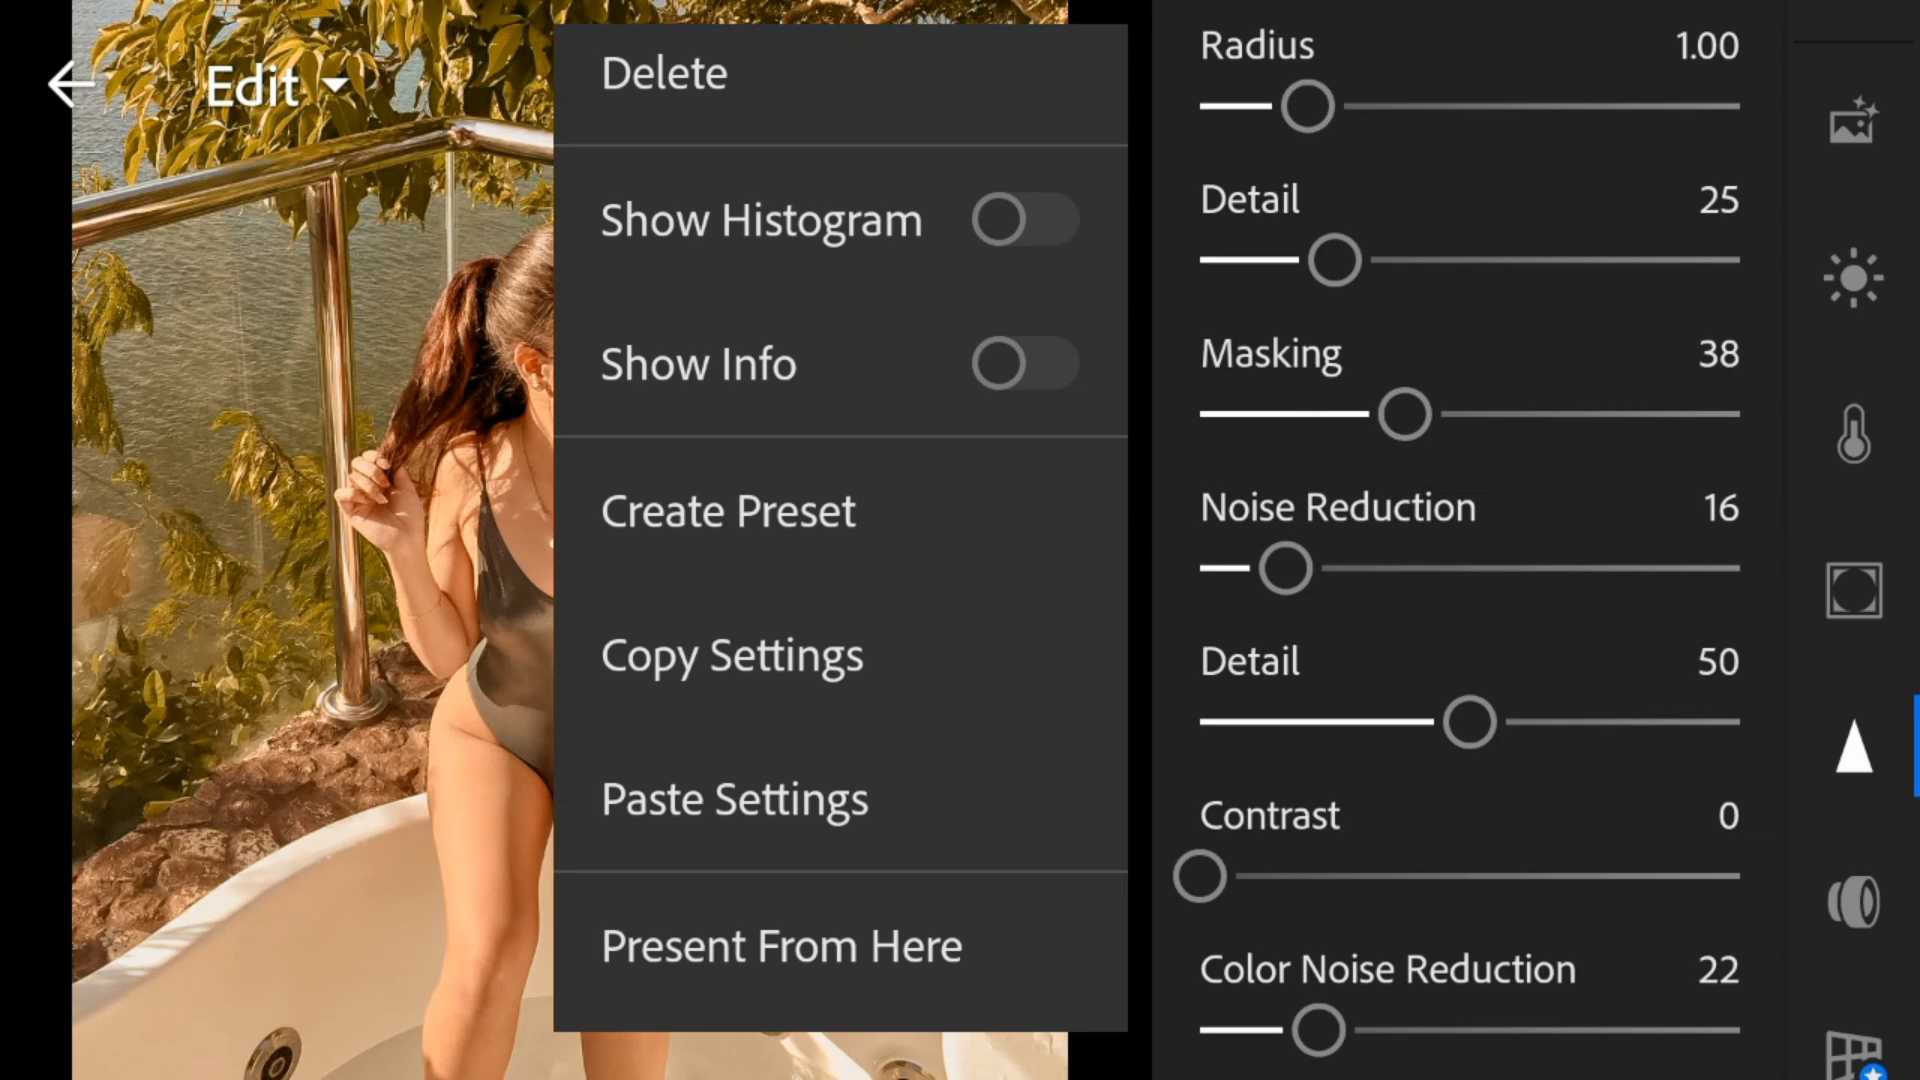 Edit
Delete
Show Histogram
Show Info
Create Preset
Copy Settings
Paste Settings
Present From Here
Radius 1.00
Detail 25
Masking 38
Noise Reduction 16
Detail 50
Contrast 0
Color Noise Reduction 22